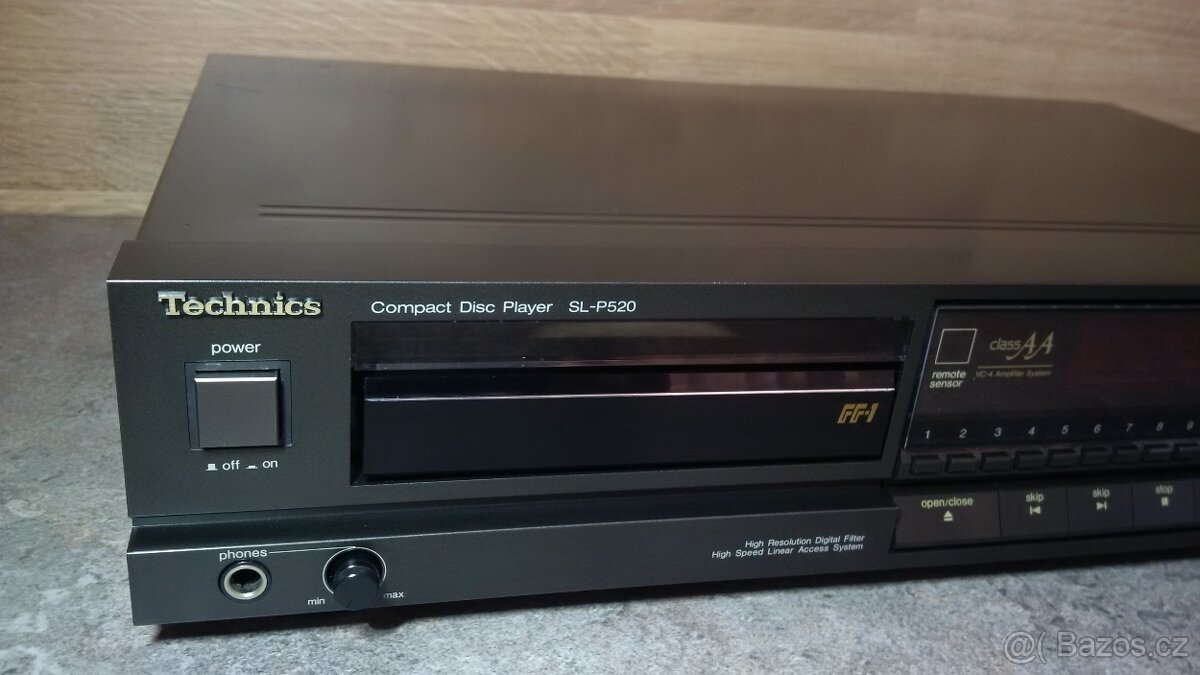 Technics
Compact Disc Player SL-P520
power
off on
FF-1
remote sensor
class AA
VC-4 Amplifier System
1 2 3 4 5 6 7 8 9
open/close
skip
skip
stop
High Resolution Digital Filter
High Speed Linear Access System
phones
min max
Bazos.cz